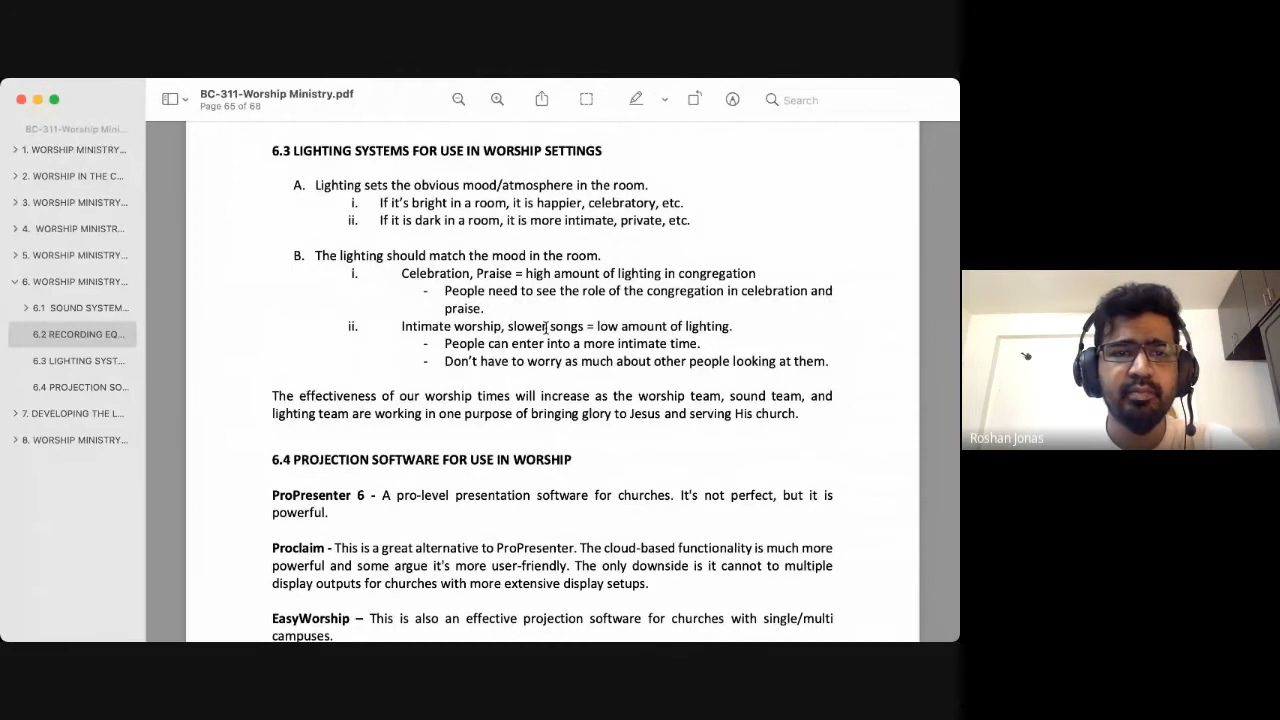 BC-311-Worship Ministry.pdf
Page 65 of 68
Search
BC-311-Worship Mini...
1. WORSHIP MINISTRY...
2. WORSHIP IN THE C...
3. WORSHIP MINISTRY...
4. WORSHIP MINISTR...
5. WORSHIP MINISTRY...
6. WORSHIP MINISTRY...
6.1 SOUND SYSTEM...
6.2 RECORDING EQ...
6.3 LIGHTING SYST...
6.4 PROJECTION SO...
7. DEVELOPING THE L...
8. WORSHIP MINISTRY...
6.3 LIGHTING SYSTEMS FOR USE IN WORSHIP SETTINGS
A. Lighting sets the obvious mood/atmosphere in the room.
i. If it's bright in a room, it is happier, celebratory, etc.
ii. If it is dark in a room, it is more intimate, private, etc.
B. The lighting should match the mood in the room.
i. Celebration, Praise = high amount of lighting in congregation
- People need to see the role of the congregation in celebration and
praise.
ii. Intimate worship, slower songs = low amount of lighting.
- People can enter into a more intimate time.
- Don't have to worry as much about other people looking at them.
The effectiveness of our worship times will increase as the worship team, sound team, and
lighting team are working in one purpose of bringing glory to Jesus and serving His church.
6.4 PROJECTION SOFTWARE FOR USE IN WORSHIP
ProPresenter 6 - A pro-level presentation software for churches. It's not perfect, but it is
powerful.
Proclaim - This is a great alternative to ProPresenter. The cloud-based functionality is much more
powerful and some argue it's more user-friendly. The only downside is it cannot to multiple
display outputs for churches with more extensive display setups.
EasyWorship – This is also an effective projection software for churches with single/multi
campuses.
Roshan Jonas